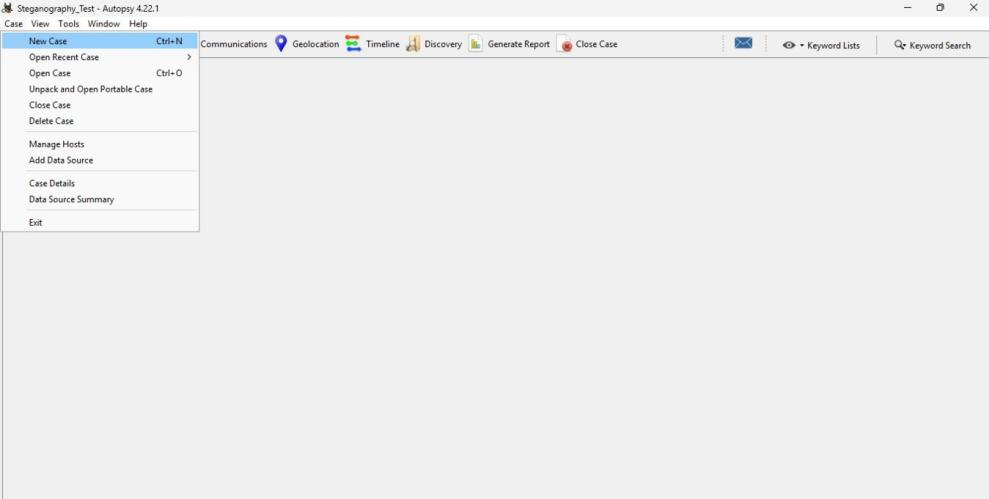 Steganography_Test - Autopsy 4.22.1
Case View Tools Window Help
New Case Ctrl+N
Communications Geolocation Timeline Discovery Generate Report Close Case Keyword Lists Keyword Search
Open Recent Case
Open Case Ctrl+O
Unpack and Open Portable Case
Close Case
Delete Case
Manage Hosts
Add Data Source
Case Details
Data Source Summary
Exit